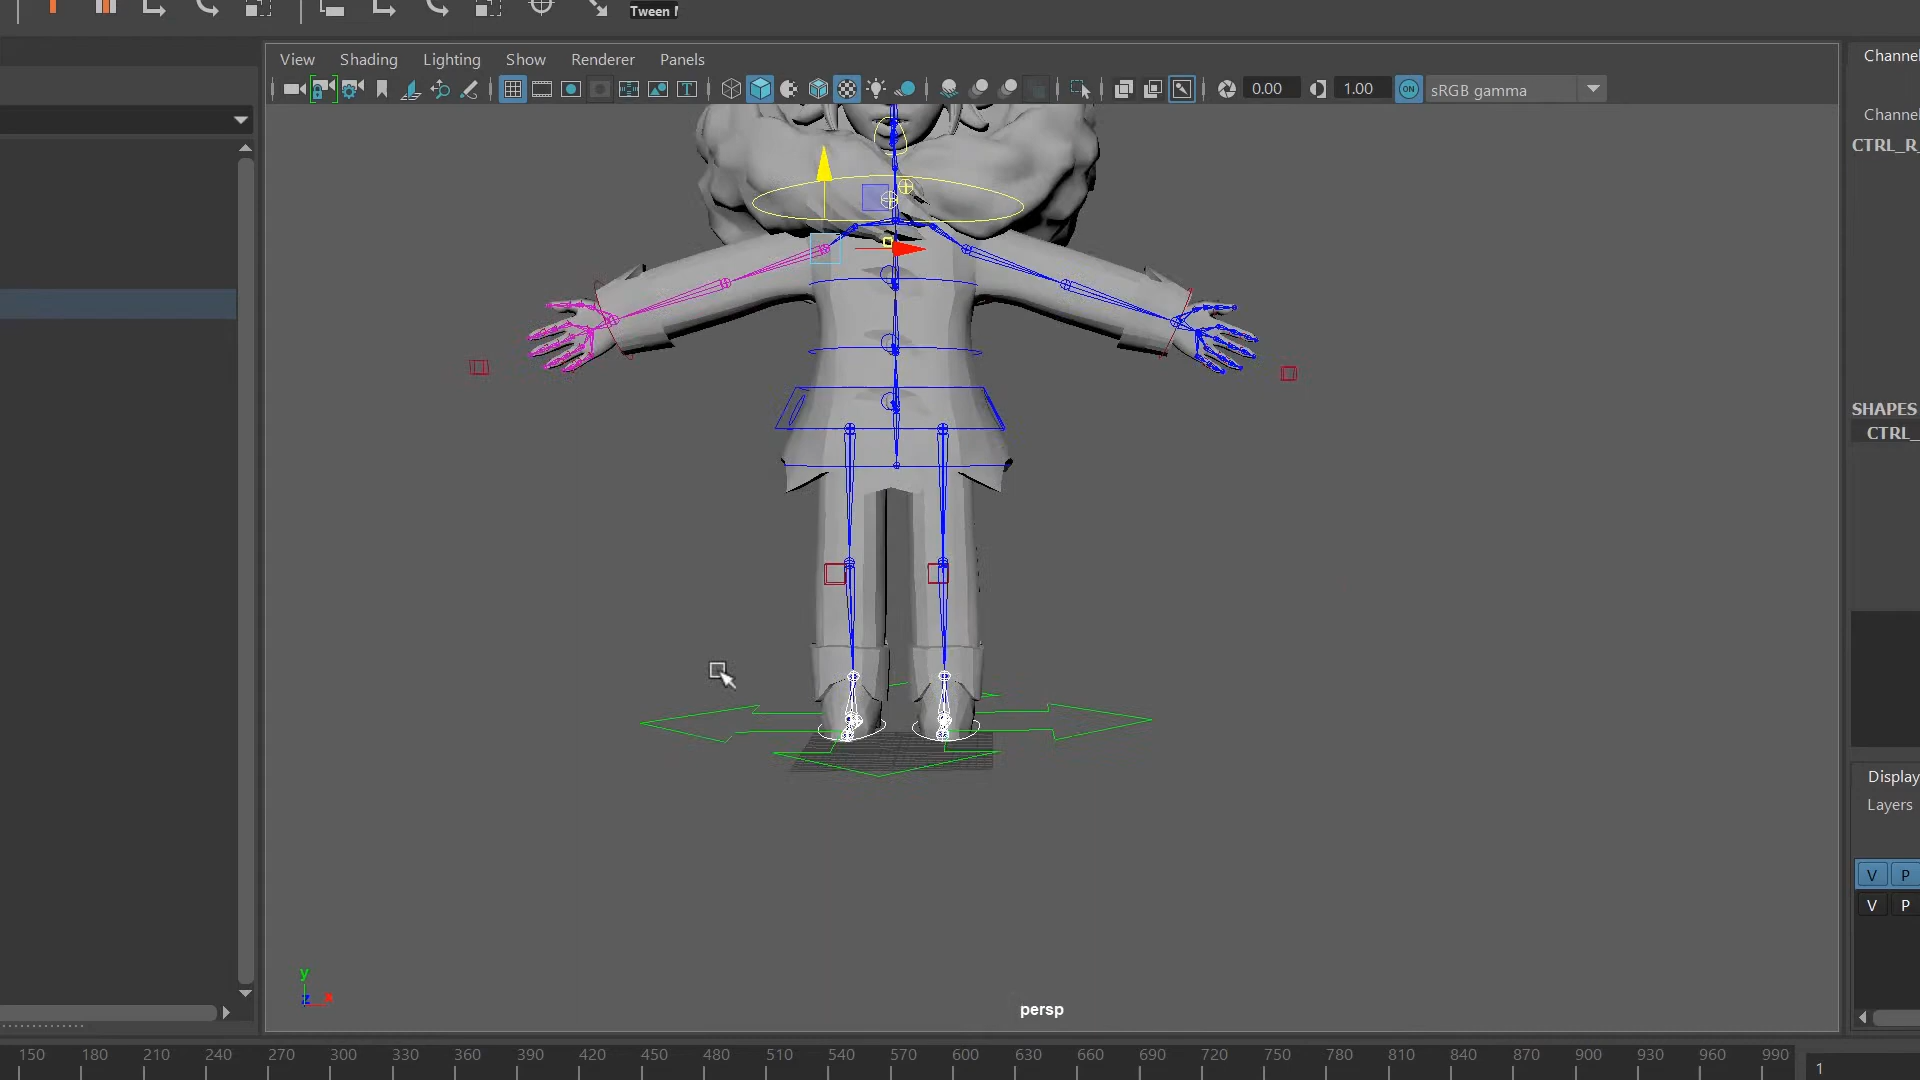 Tween
View Shading Lighting Show Renderer Panels
0.00 1.00 ON sRGB gamma
T
Channel
Channel
CTRL_R_
SHAPES
CTRL_
Display
Layers
V P
V P
y
z x
persp
150 180 210 240 270 300 330 360 390 420 450 480 510 540 570 600 630 660 690 720 750 780 810 840 870 900 930 960 990
1